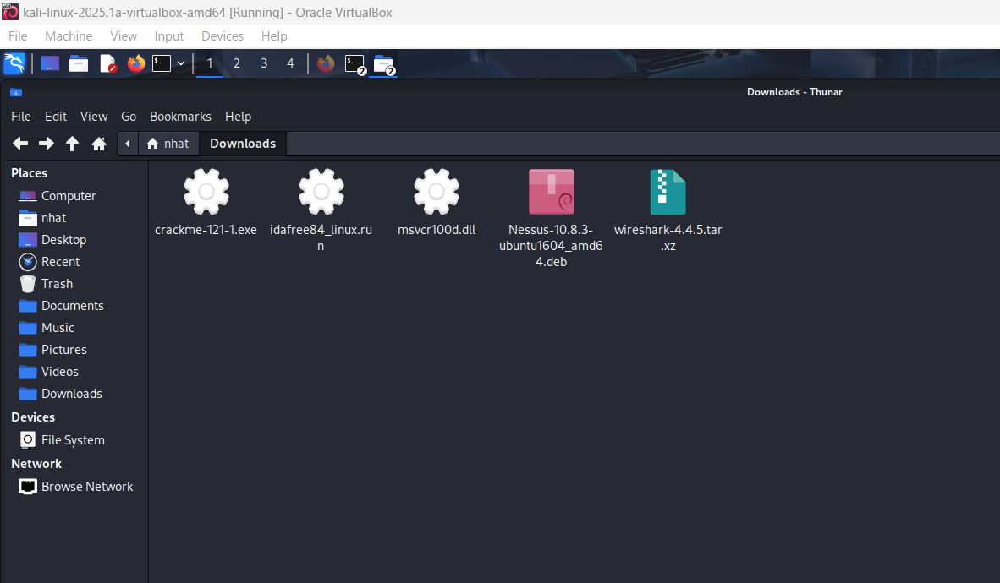 kali-linux-2025.1a-virtualbox-amd64 [Running] - Oracle VirtualBox
File Machine View Input Devices Help
1 2 3 4 2 2
Downloads - Thunar
File Edit View Go Bookmarks Help
nhat Downloads
Places
Computer
nhat
Desktop
Recent
Trash
Documents
Music
Pictures
Videos
Downloads
Devices
File System
Network
Browse Network
crackme-121-1.exe
idafree84_linux.ru
n
msvcr100d.dll
Nessus-10.8.3-
ubuntu1604_amd6
4.deb
wireshark-4.4.5.tar
.xz